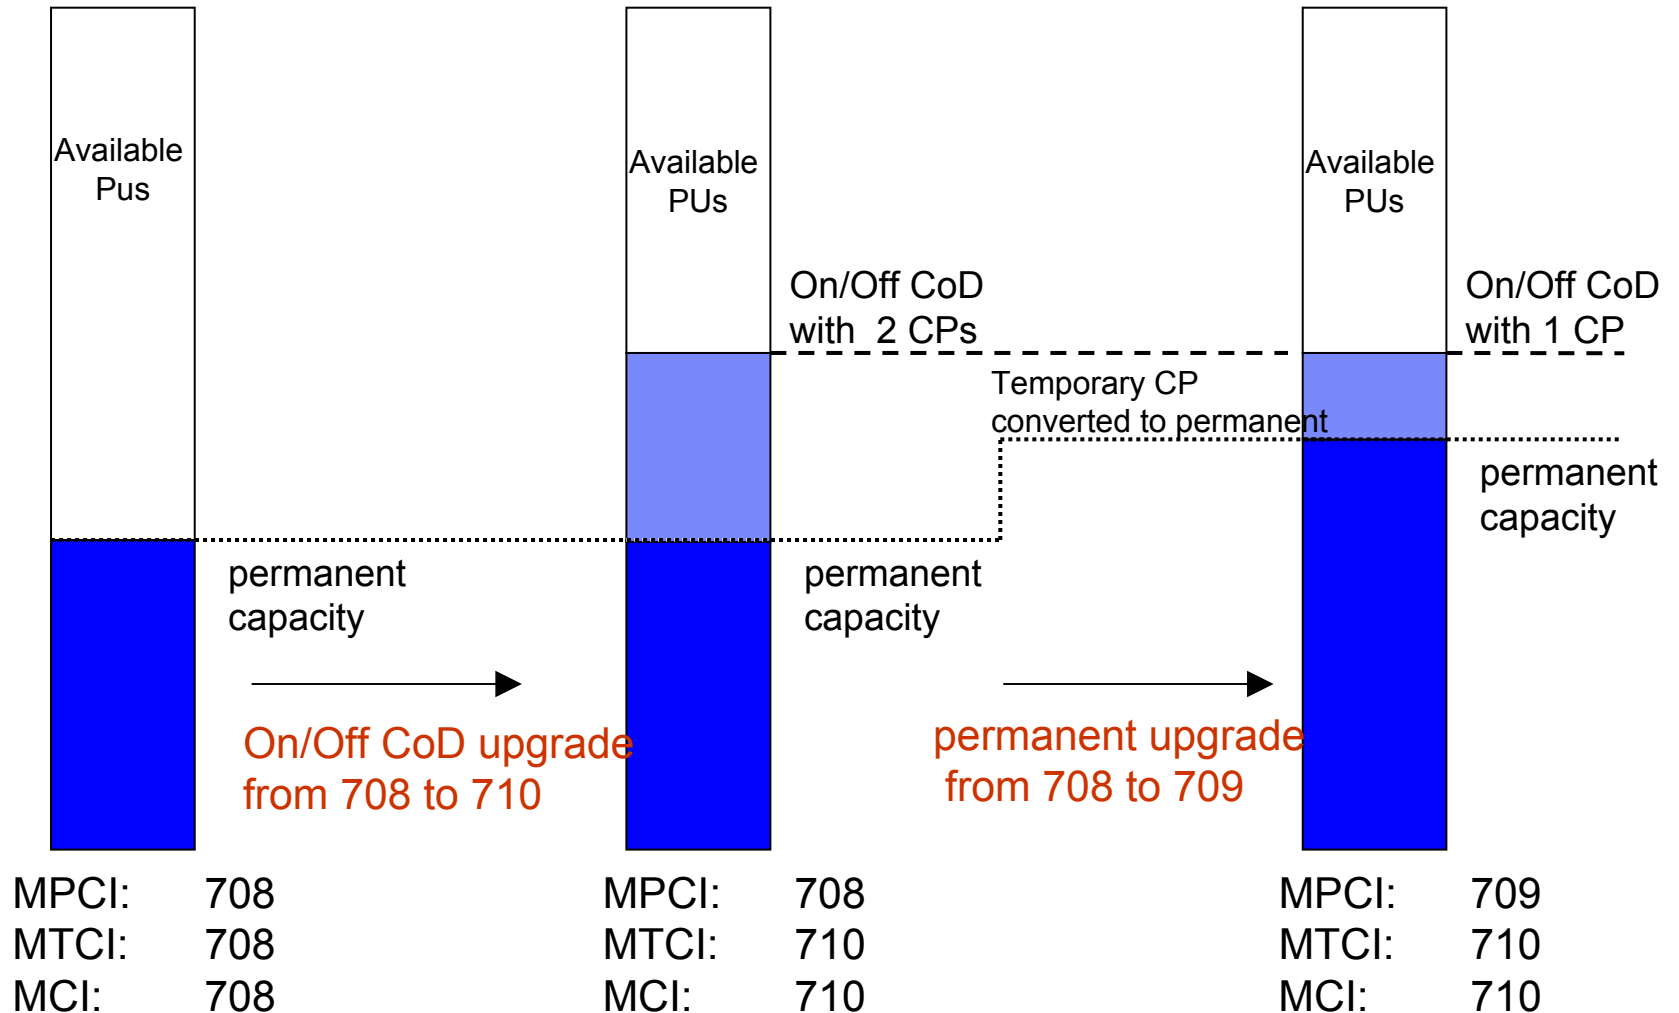 Available
Pus
Available
PUs
Available
PUs
On/Off CoD
with  2 CPs
On/Off CoD
with 1 CP
Temporary CP
converted to permanent
permanent
capacity
permanent
capacity
permanent
capacity
On/Off CoD upgrade
from 708 to 710
permanent upgrade
from 708 to 709
MPCI: 708
MTCI: 708
MCI: 708
MPCI: 708
MTCI: 710
MCI: 710
MPCI: 709
MTCI: 710
MCI: 710